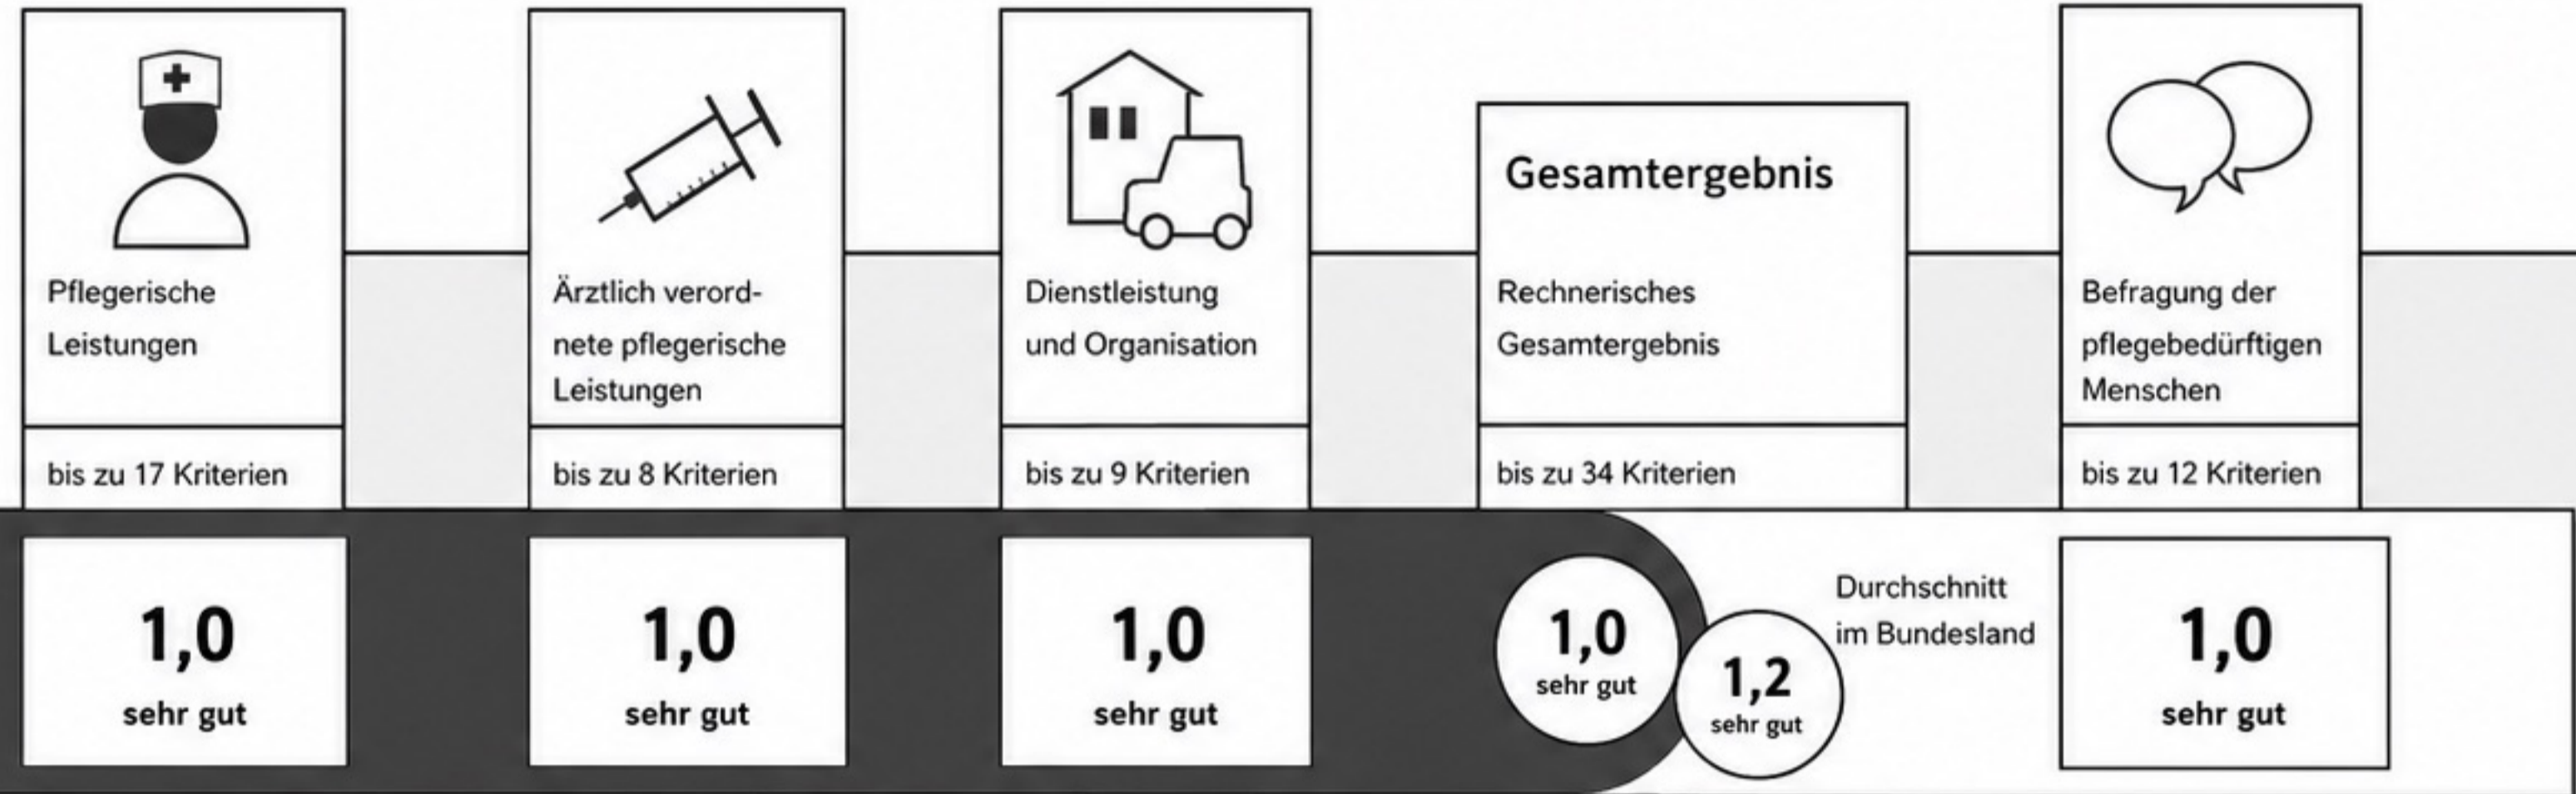 Pflegerische
Leistungen
bis zu 17 Kriterien
1,0
sehr gut
Ärztlich verord-
nete pflegerische
Leistungen
bis zu 8 Kriterien
1,0
sehr gut
Dienstleistung
und Organisation
bis zu 9 Kriterien
1,0
sehr gut
Gesamtergebnis
Rechnerisches
Gesamtergebnis
bis zu 34 Kriterien
1,0
sehr gut
1,2
sehr gut
Durchschnitt
im Bundesland
Befragung der
pflegebedürftigen
Menschen
bis zu 12 Kriterien
1,0
sehr gut